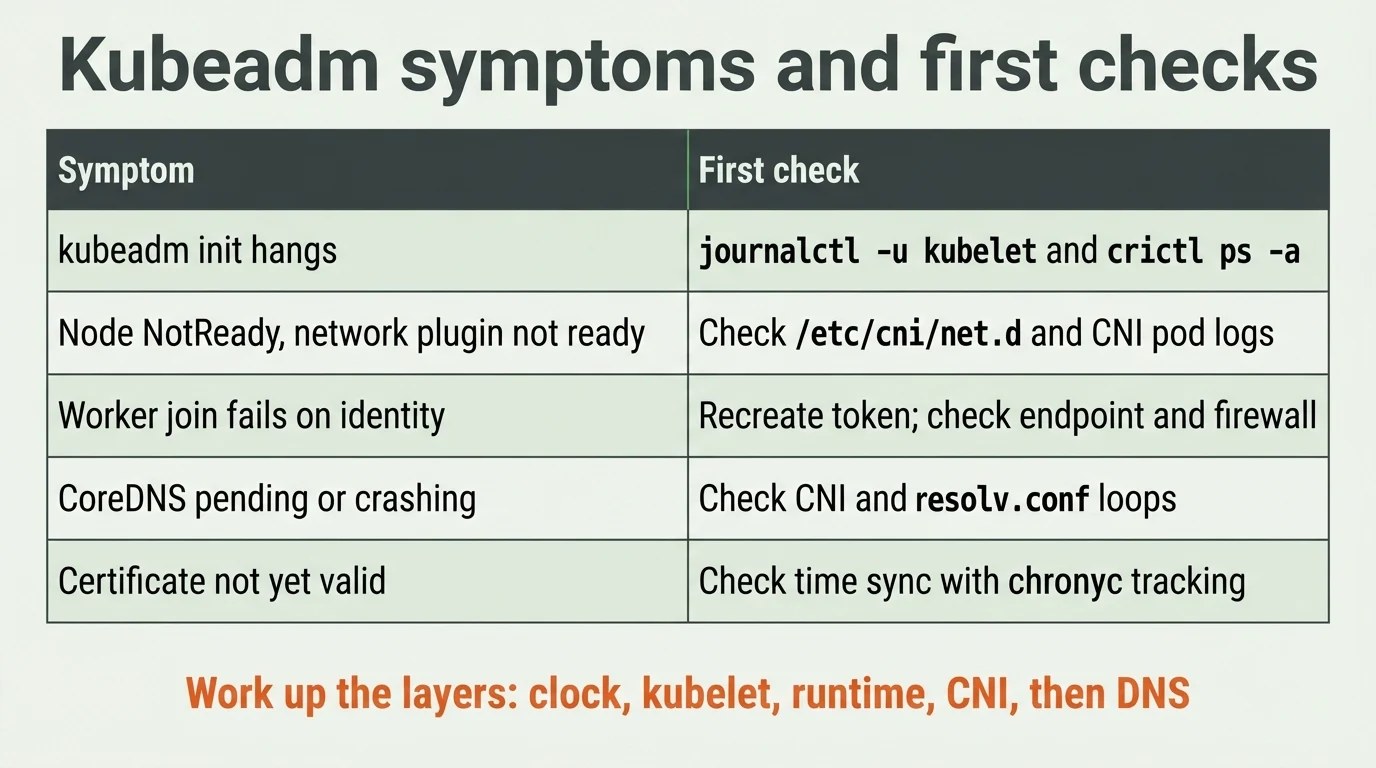 Kubeadm symptoms and first checks
Symptom First check
kubeadm init hangs journalctl -u kubelet and crictl ps -a
Node NotReady, network plugin not ready Check /etc/cni/net.d and CNI pod logs
Worker join fails on identity Recreate token; check endpoint and firewall
CoreDNS pending or crashing Check CNI and resolv.conf loops
Certificate not yet valid Check time sync with chronyc tracking
Work up the layers: clock, kubelet, runtime, CNI, then DNS